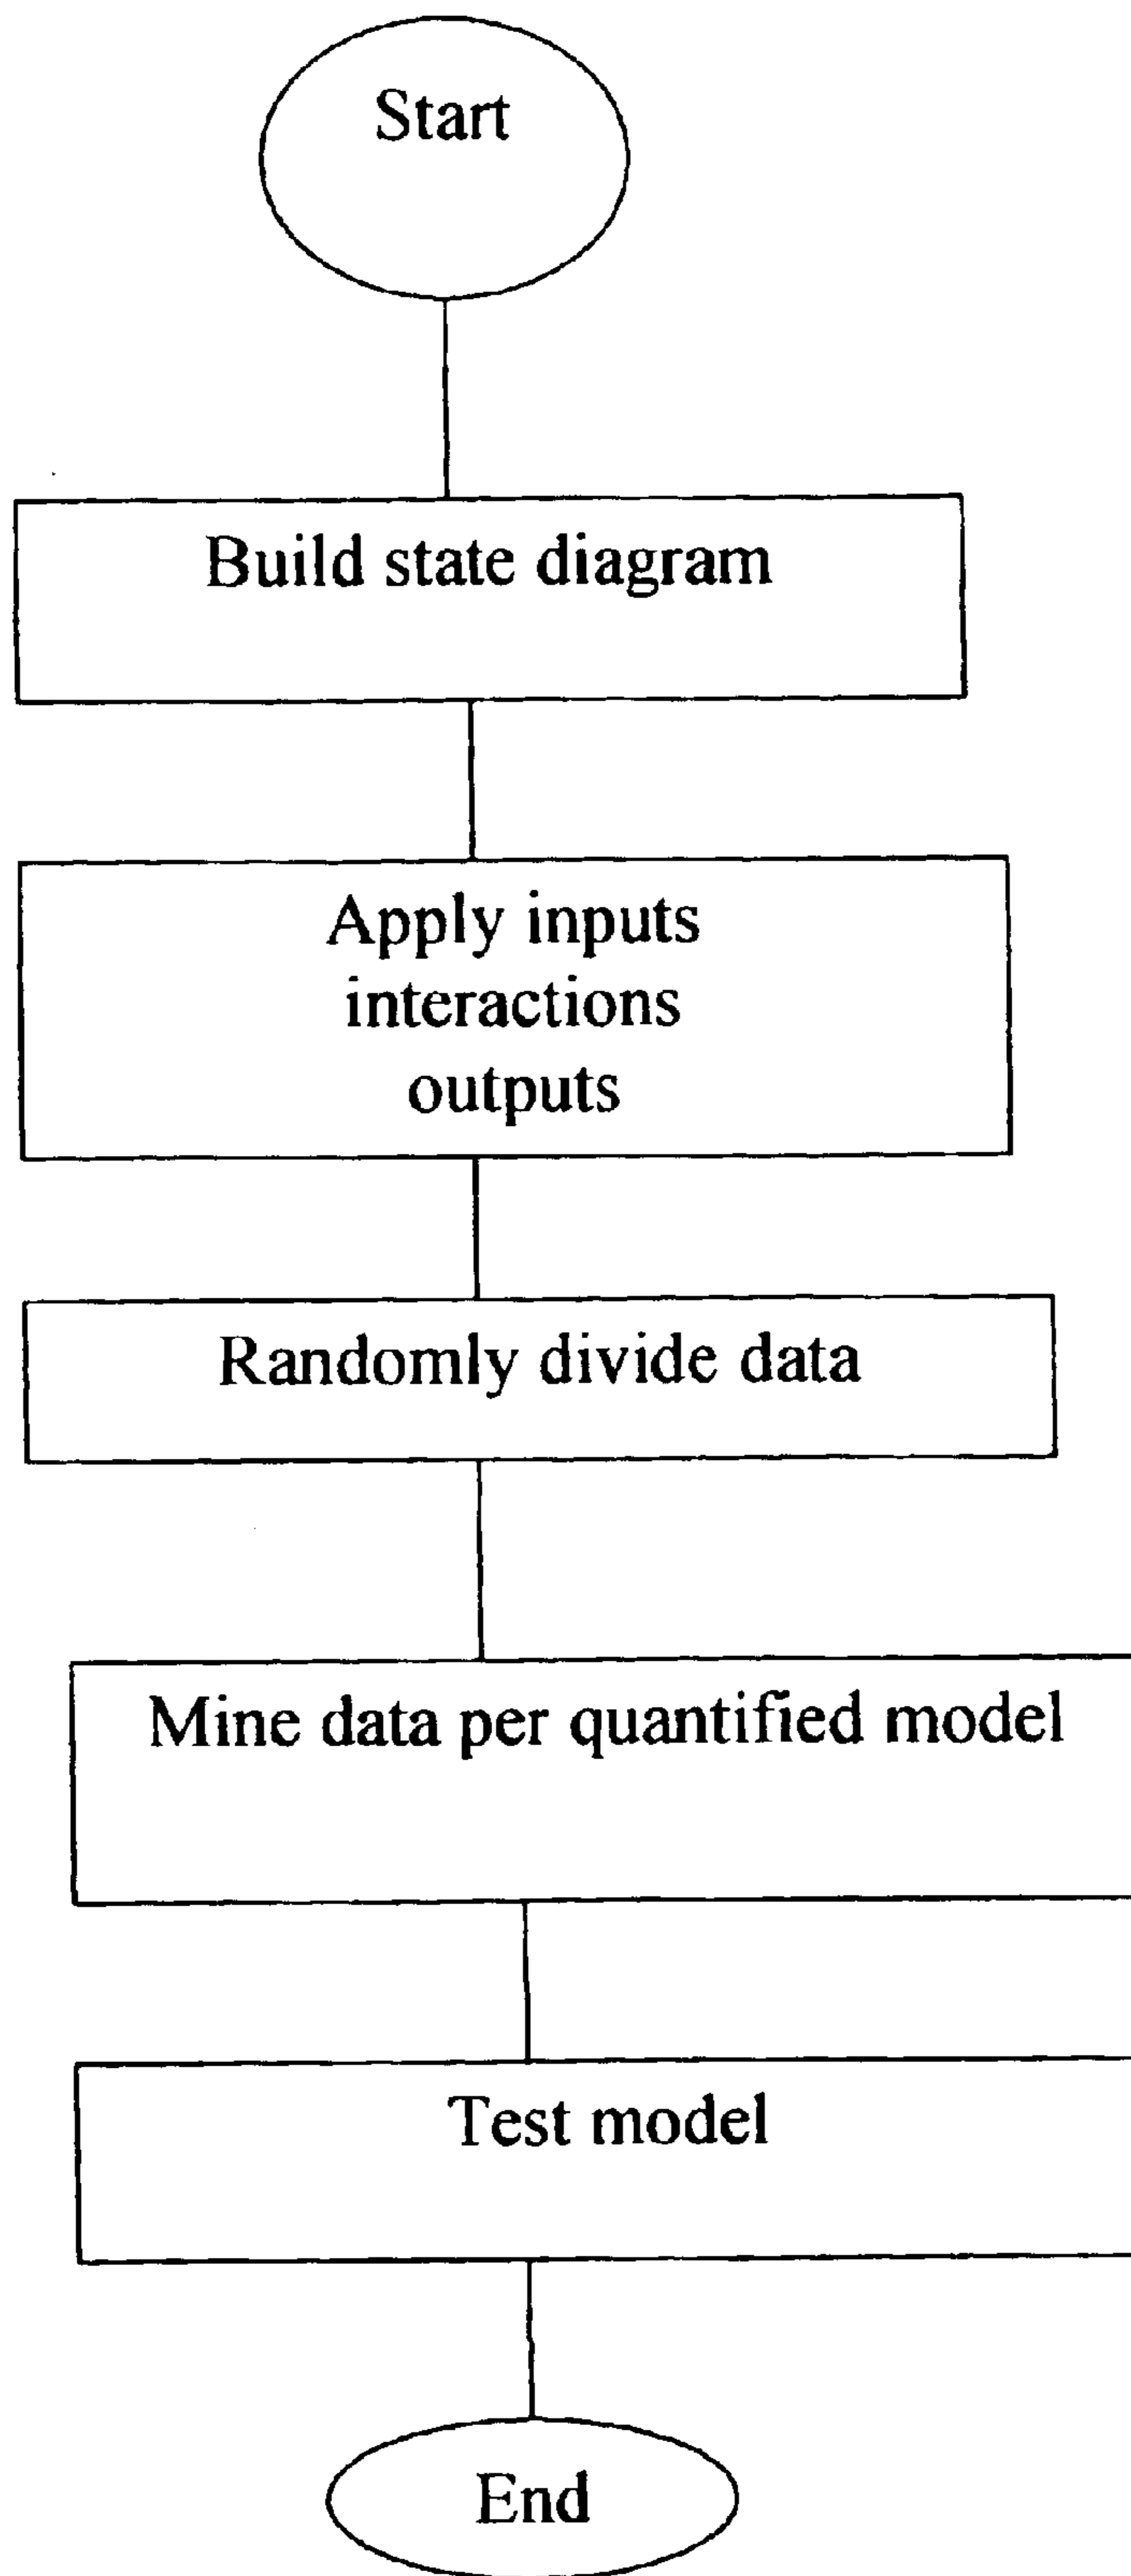 Start
Build state diagram
Apply inputs
interactions
outputs
Randomly divide data
Mine data per quantified model
Test model
End